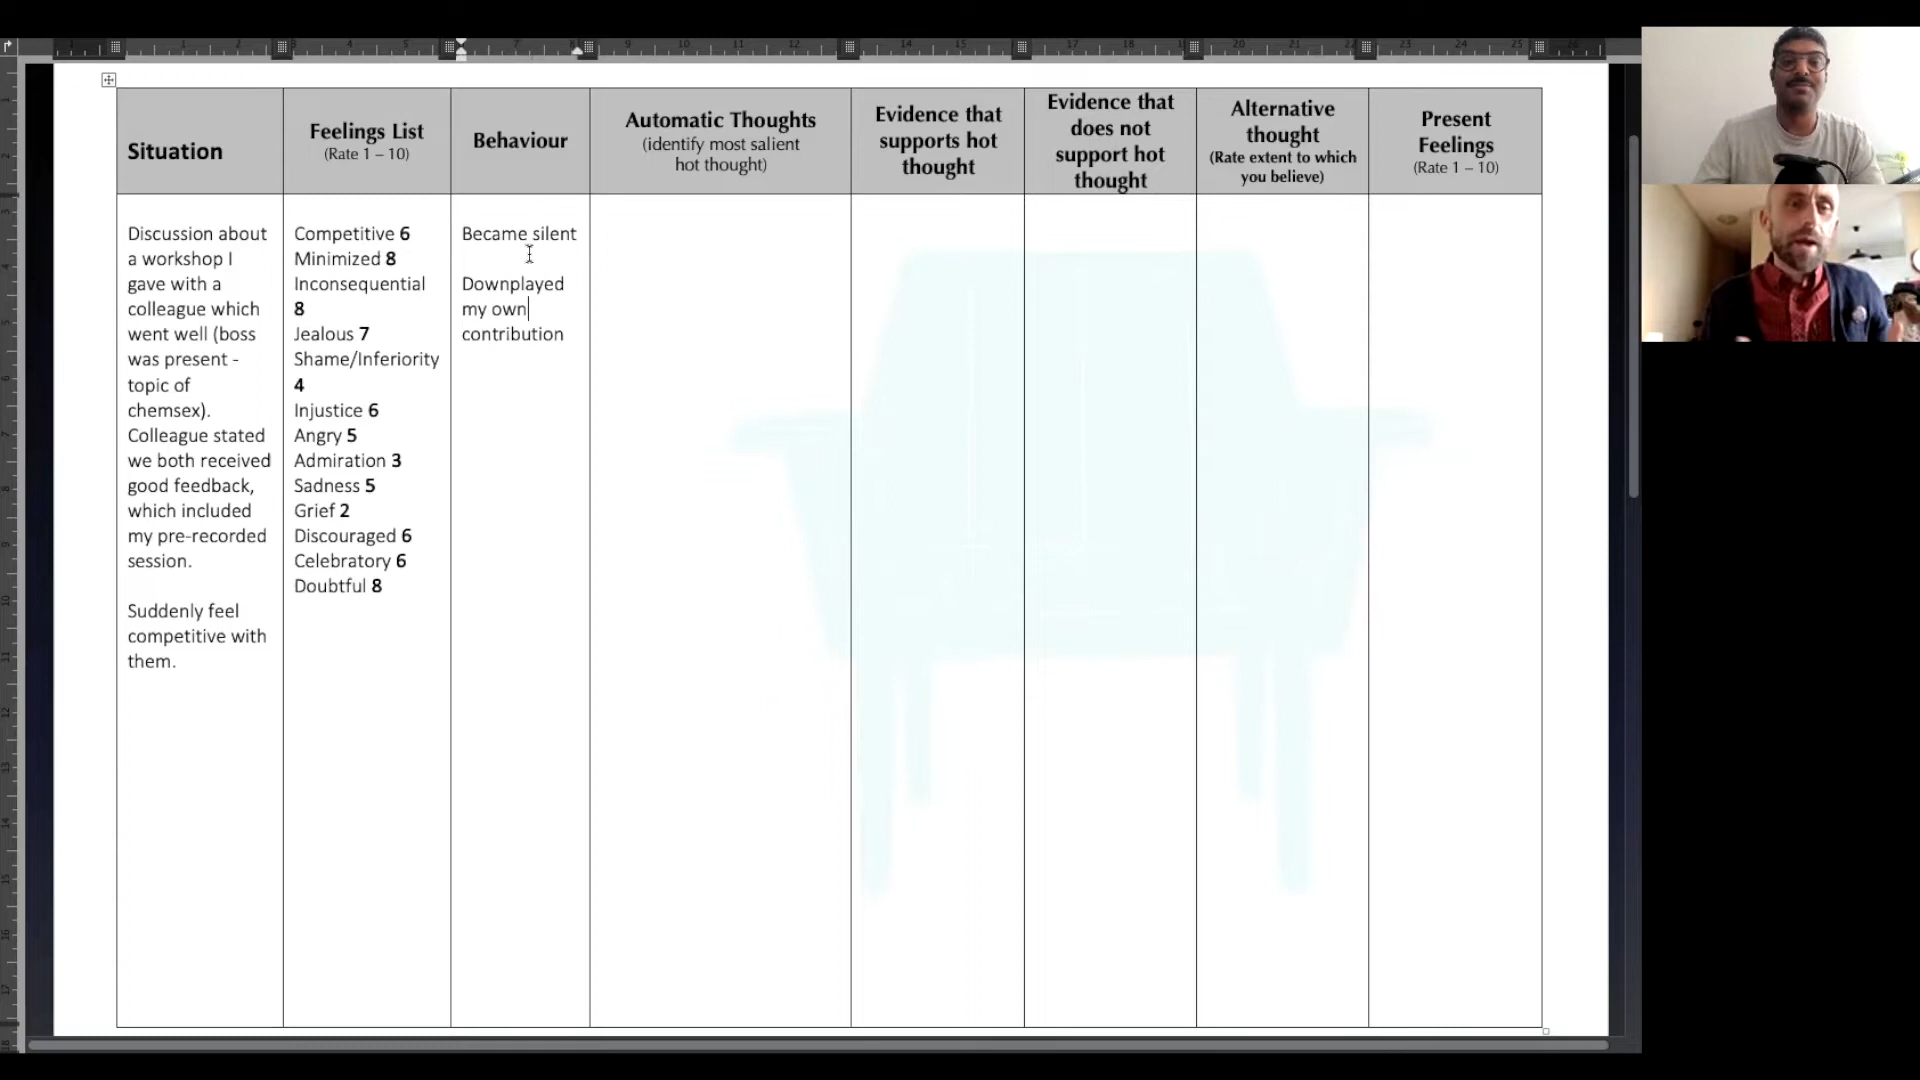 Situation
Feelings List
(Rate 1 – 10)
Behaviour
Automatic Thoughts
(identify most salient
hot thought)
Evidence that
supports hot
thought
Evidence that
does not
support hot
thought
Alternative
thought
(Rate extent to which
you believe)
Present
Feelings
(Rate 1 – 10)
Discussion about
a workshop I
gave with a
colleague which
went well (boss
was present -
topic of
chemsex).
Colleague stated
we both received
good feedback,
which included
my pre-recorded
session.
Suddenly feel
competitive with
them.
Competitive 6
Minimized 8
Inconsequential
8
Jealous 7
Shame/Inferiority
4
Injustice 6
Angry 5
Admiration 3
Sadness 5
Grief 2
Discouraged 6
Celebratory 6
Doubtful 8
Became silent
Downplayed
my own
contribution